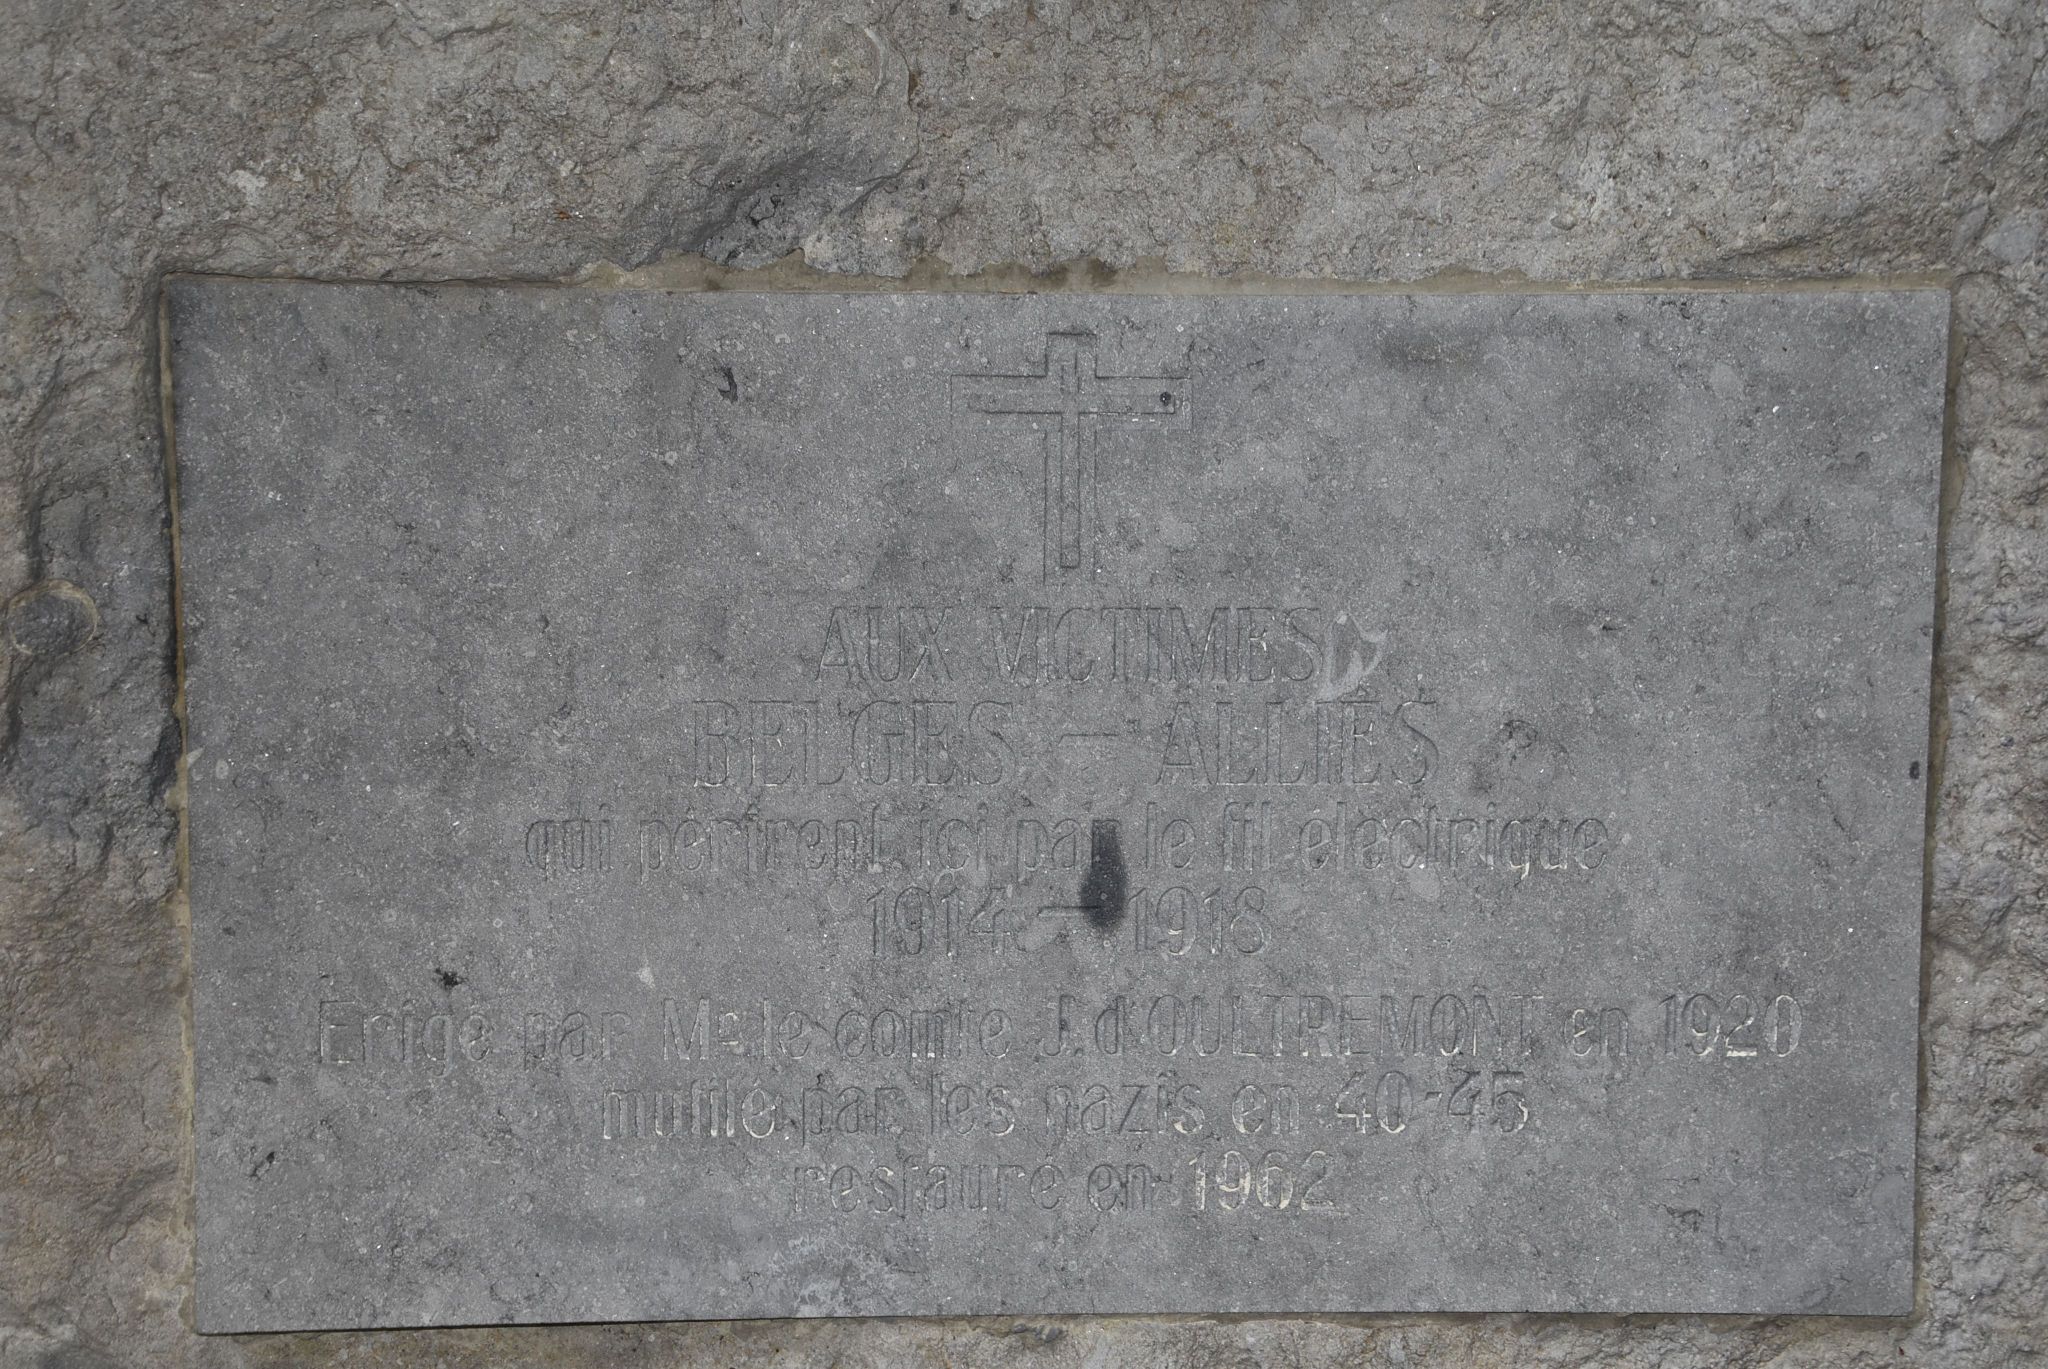 AUX VICTIMES
BELGES — ALLIÉS
qui périrent ici par le fil électrique
1914 — 1918
Erigé par Mr le comte J. d'OULTREMONT en 1920
mutilé par les nazis en 40-45
restauré en 1962